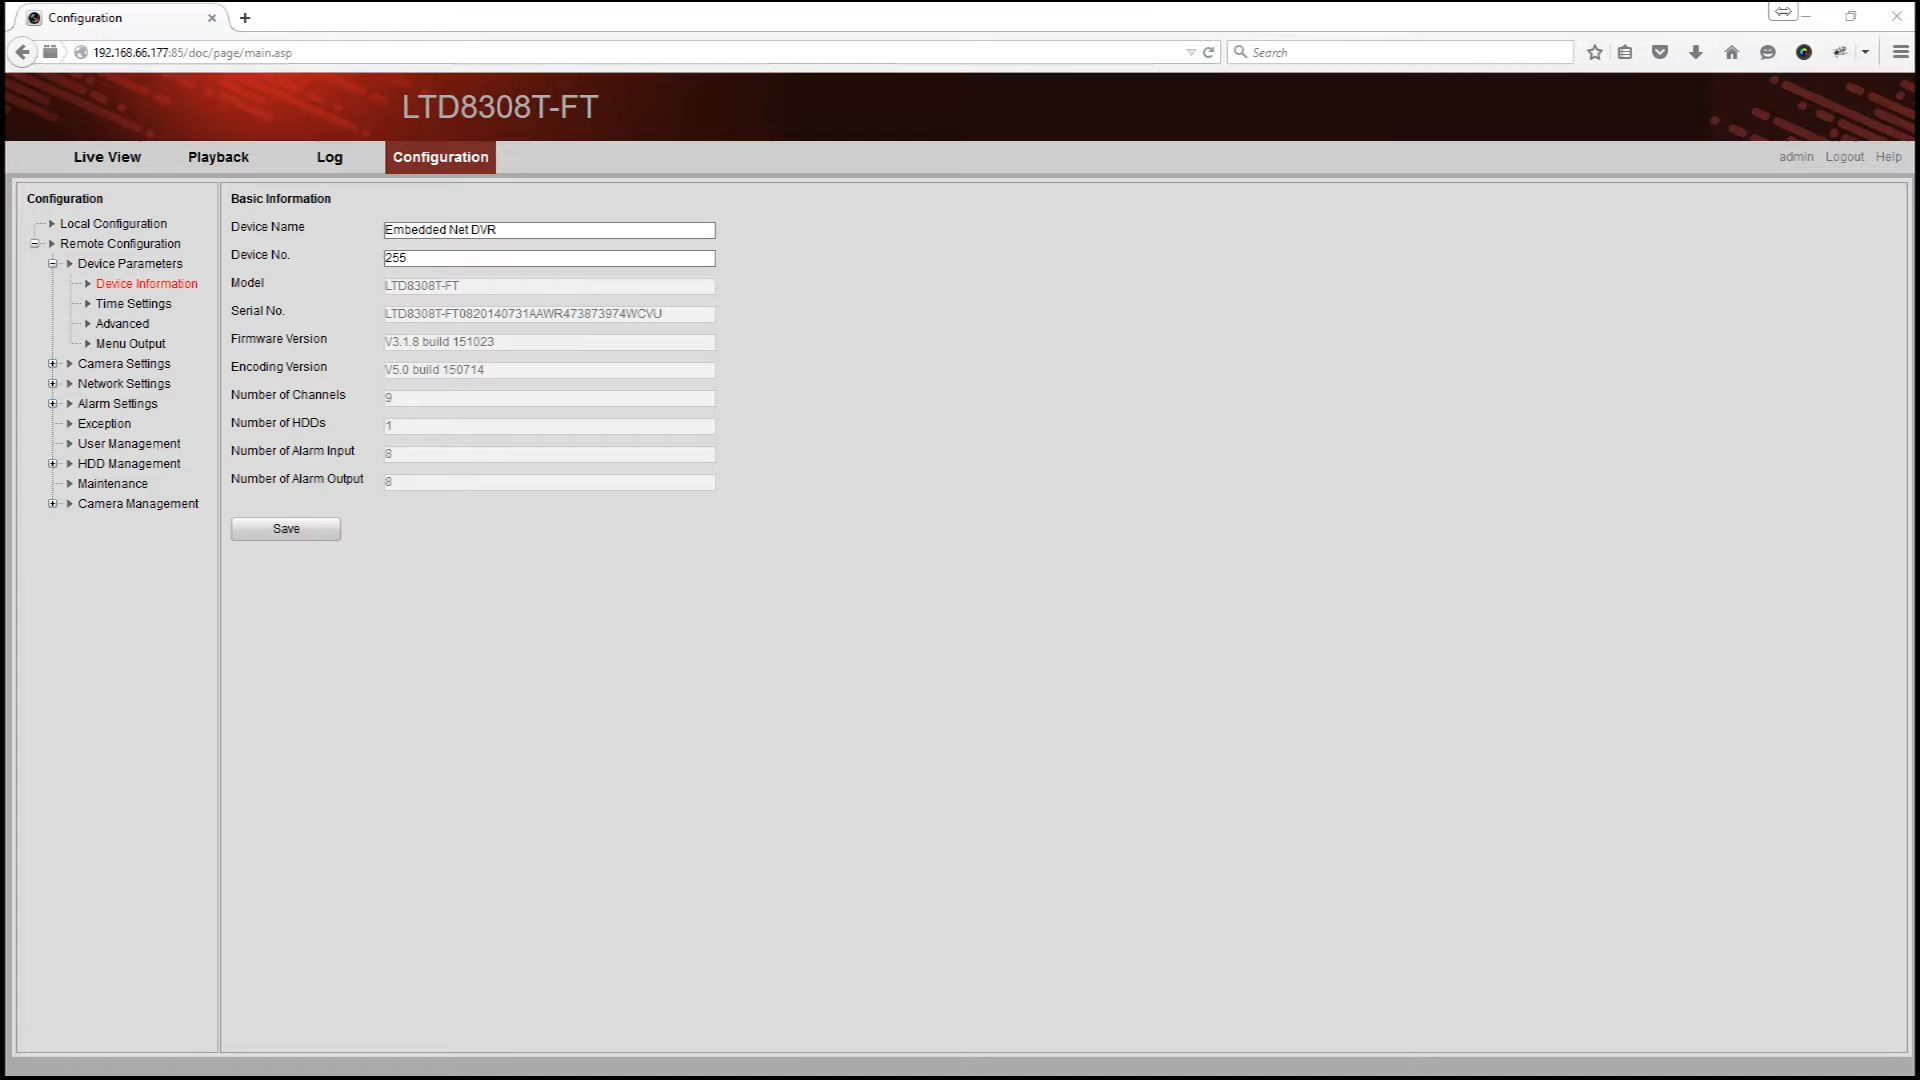 Configuration
192.168.66.177:85/doc/page/main.asp
Search
LTD8308T-FT
Live View
Playback
Log
Configuration
admin
Logout
Help
Configuration
Local Configuration
Remote Configuration
Device Parameters
Device Information
Time Settings
Advanced
Menu Output
Camera Settings
Network Settings
Alarm Settings
Exception
User Management
HDD Management
Maintenance
Camera Management
Basic Information
Device Name Embedded Net DVR
Device No. 255
Model LTD8308T-FT
Serial No. LTD8308T-FT0820140731AAWR473873974WCVU
Firmware Version V3.1.8 build 151023
Encoding Version V5.0 build 150714
Number of Channels 9
Number of HDDs 1
Number of Alarm Input 8
Number of Alarm Output 8
Save